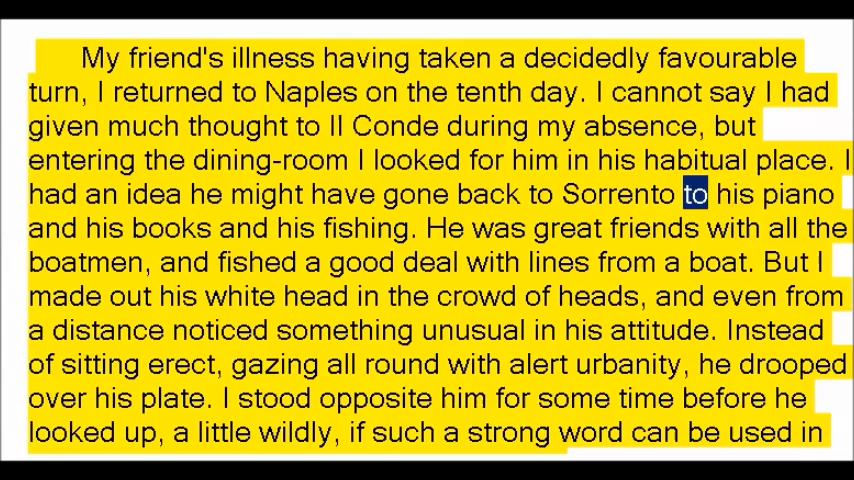 My friend's illness having taken a decidedly favourable
turn, I returned to Naples on the tenth day. I cannot say I had
given much thought to Il Conde during my absence, but
entering the dining-room I looked for him in his habitual place. I
had an idea he might have gone back to Sorrento to his piano
and his books and his fishing. He was great friends with all the
boatmen, and fished a good deal with lines from a boat. But I
made out his white head in the crowd of heads, and even from
a distance noticed something unusual in his attitude. Instead
of sitting erect, gazing all round with alert urbanity, he drooped
over his plate. I stood opposite him for some time before he
looked up, a little wildly, if such a strong word can be used in